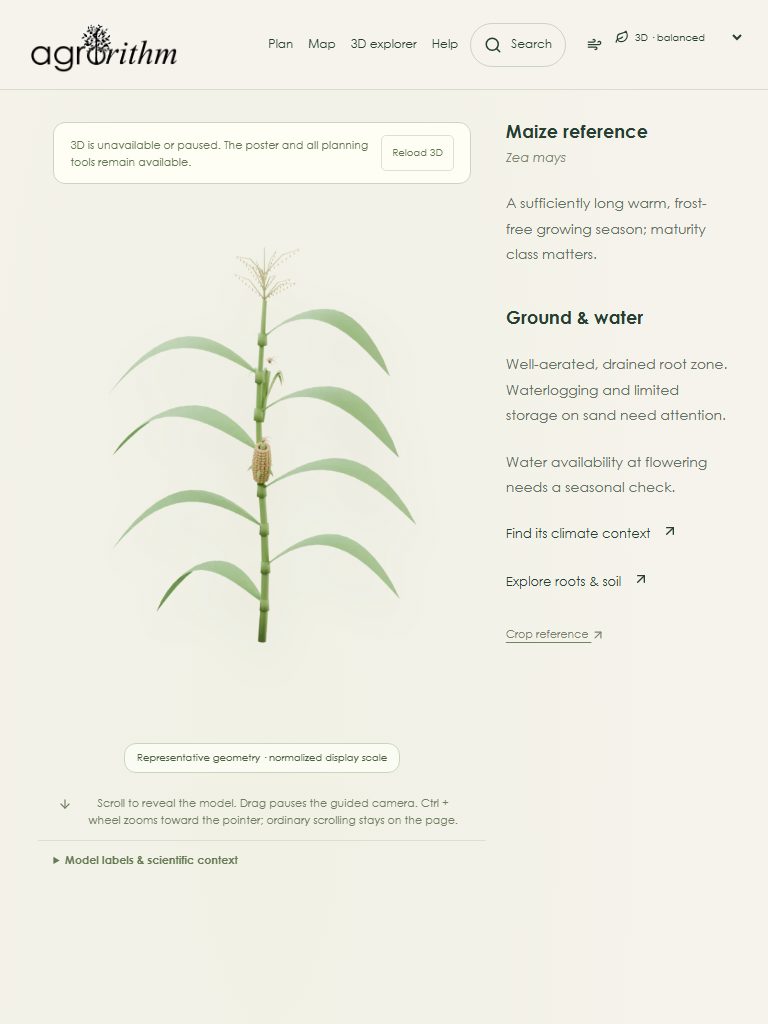 agrorithm
Plan Map 3D explorer Help Search 3D · balanced
3D is unavailable or paused. The poster and all planning
tools remain available.
Reload 3D
Representative geometry · normalized display scale
Scroll to reveal the model. Drag pauses the guided camera. Ctrl +
wheel zooms toward the pointer; ordinary scrolling stays on the page.
Model labels & scientific context
Maize reference
Zea mays
A sufficiently long warm, frost-
free growing season; maturity
class matters.
Ground & water
Well-aerated, drained root zone.
Waterlogging and limited
storage on sand need attention.
Water availability at flowering
needs a seasonal check.
Find its climate context
Explore roots & soil
Crop reference